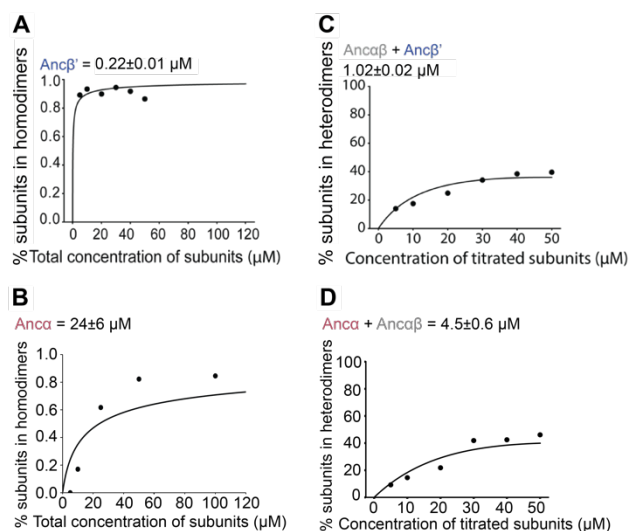 A
Ancβ' = 0.22±0.01 µM
% subunits in homodimers
1.0
0.8
0.6
0.4
0.2
0.0
0 20 40 60 80 100 120
Total concentration of subunits (µM)
B
Ancα = 24±6 µM
% subunits in homodimers
1.0
0.8
0.6
0.4
0.2
0.0
0 20 40 60 80 100 120
Total concentration of subunits (µM)
C
Ancαβ + Ancβ'
1.02±0.02 µM
% subunits in heterodimers
100
80
60
40
20
0
0 10 20 30 40 50
Concentration of titrated subunits (µM)
D
Ancα + Ancαβ = 4.5±0.6 µM
% subunits in heterodimers
100
80
60
40
20
0
0 10 20 30 40 50
Concentration of titrated subunits (µM)